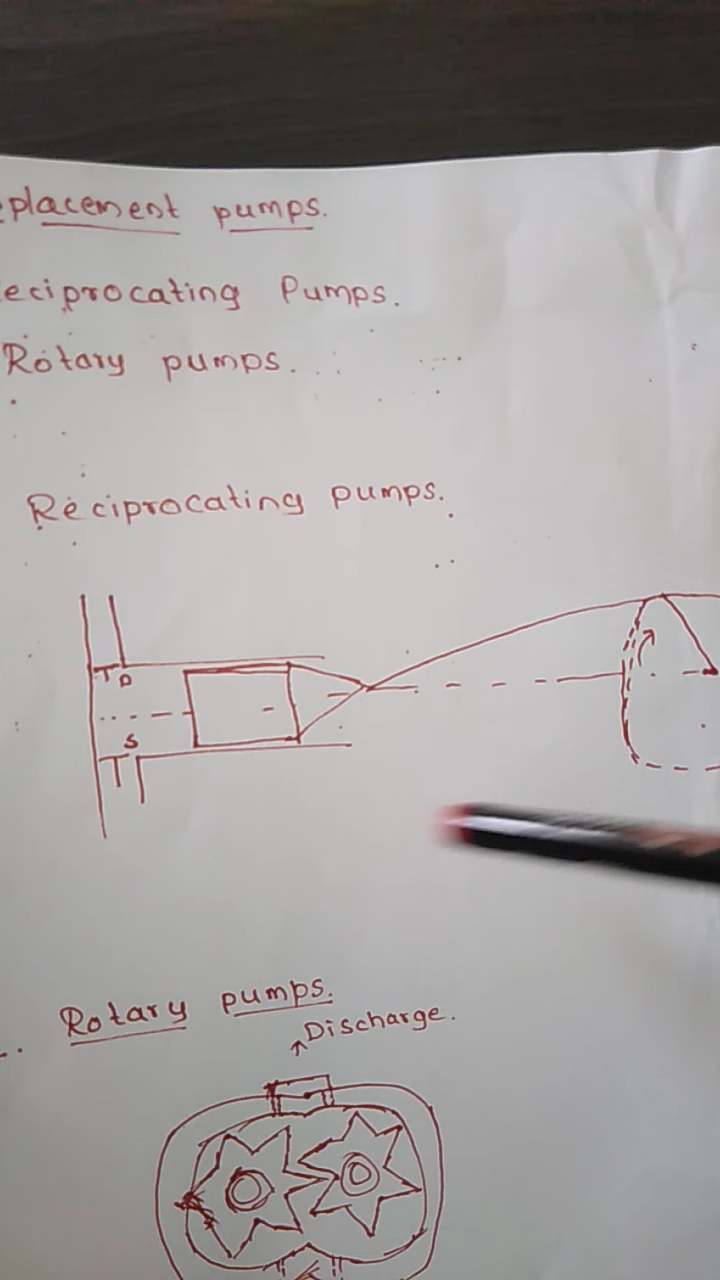 placement pumps.
eciprocating Pumps.
Rotary pumps.
Reciprocating pumps.
D
S
Rotary pumps.
Discharge.